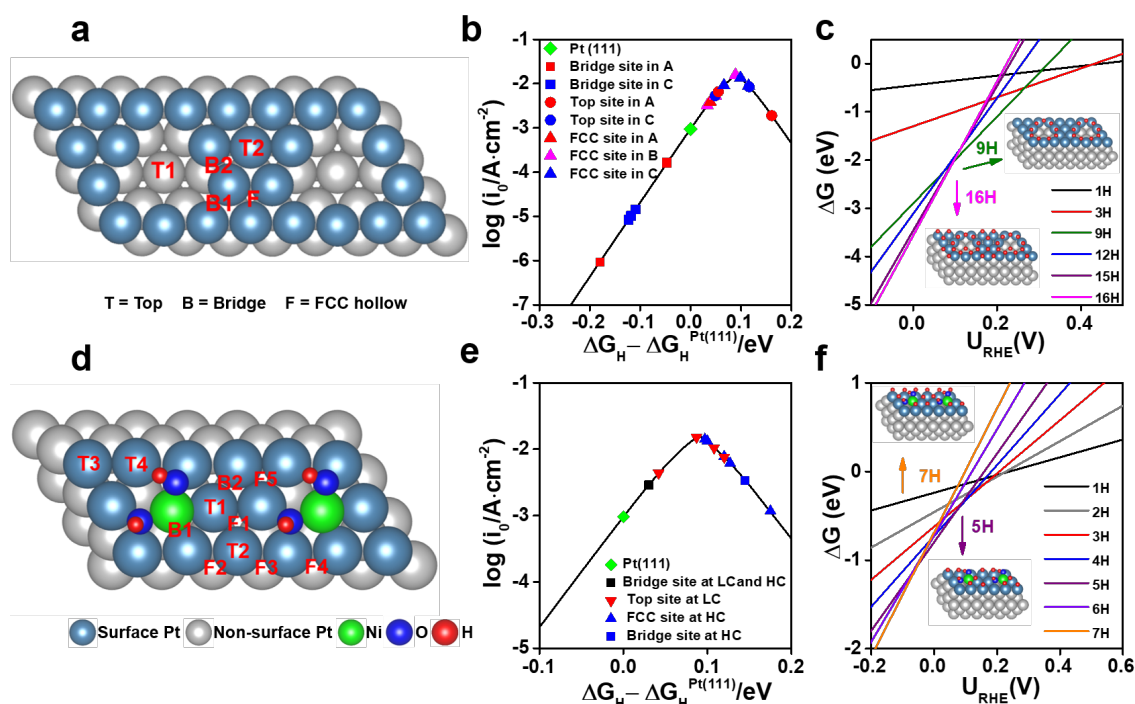 a
T1
B2
T2
B1
F
T = Top B = Bridge F = FCC hollow
b
log (i0/A·cm-2)
-1
-2
-3
-4
-5
-6
-7
Pt (111)
Bridge site in A
Bridge site in C
Top site in A
Top site in C
FCC site in A
FCC site in B
FCC site in C
-0.3 -0.2 -0.1 0.0 0.1 0.2
ΔGH – ΔGH^Pt(111)/eV
c
ΔG (eV)
0
-1
-2
-3
-4
-5
9H
16H
1H
3H
9H
12H
15H
16H
0.0 0.2 0.4
URHE(V)
d
T3 T4 B2 F5
T1
B1 F1
T2
F2 F3 F4
Surface Pt Non-surface Pt Ni O H
e
log (i0/A·cm-2)
-1
-2
-3
-4
-5
Pt(111)
Bridge site at LCand HC
Top site at LC
FCC site at HC
Bridge site at HC
-0.1 0.0 0.1 0.2
ΔGH – ΔGH^Pt(111)/eV
f
ΔG (eV)
1
0
-1
-2
7H
5H
1H
2H
3H
4H
5H
6H
7H
-0.2 0.0 0.2 0.4 0.6
URHE(V)